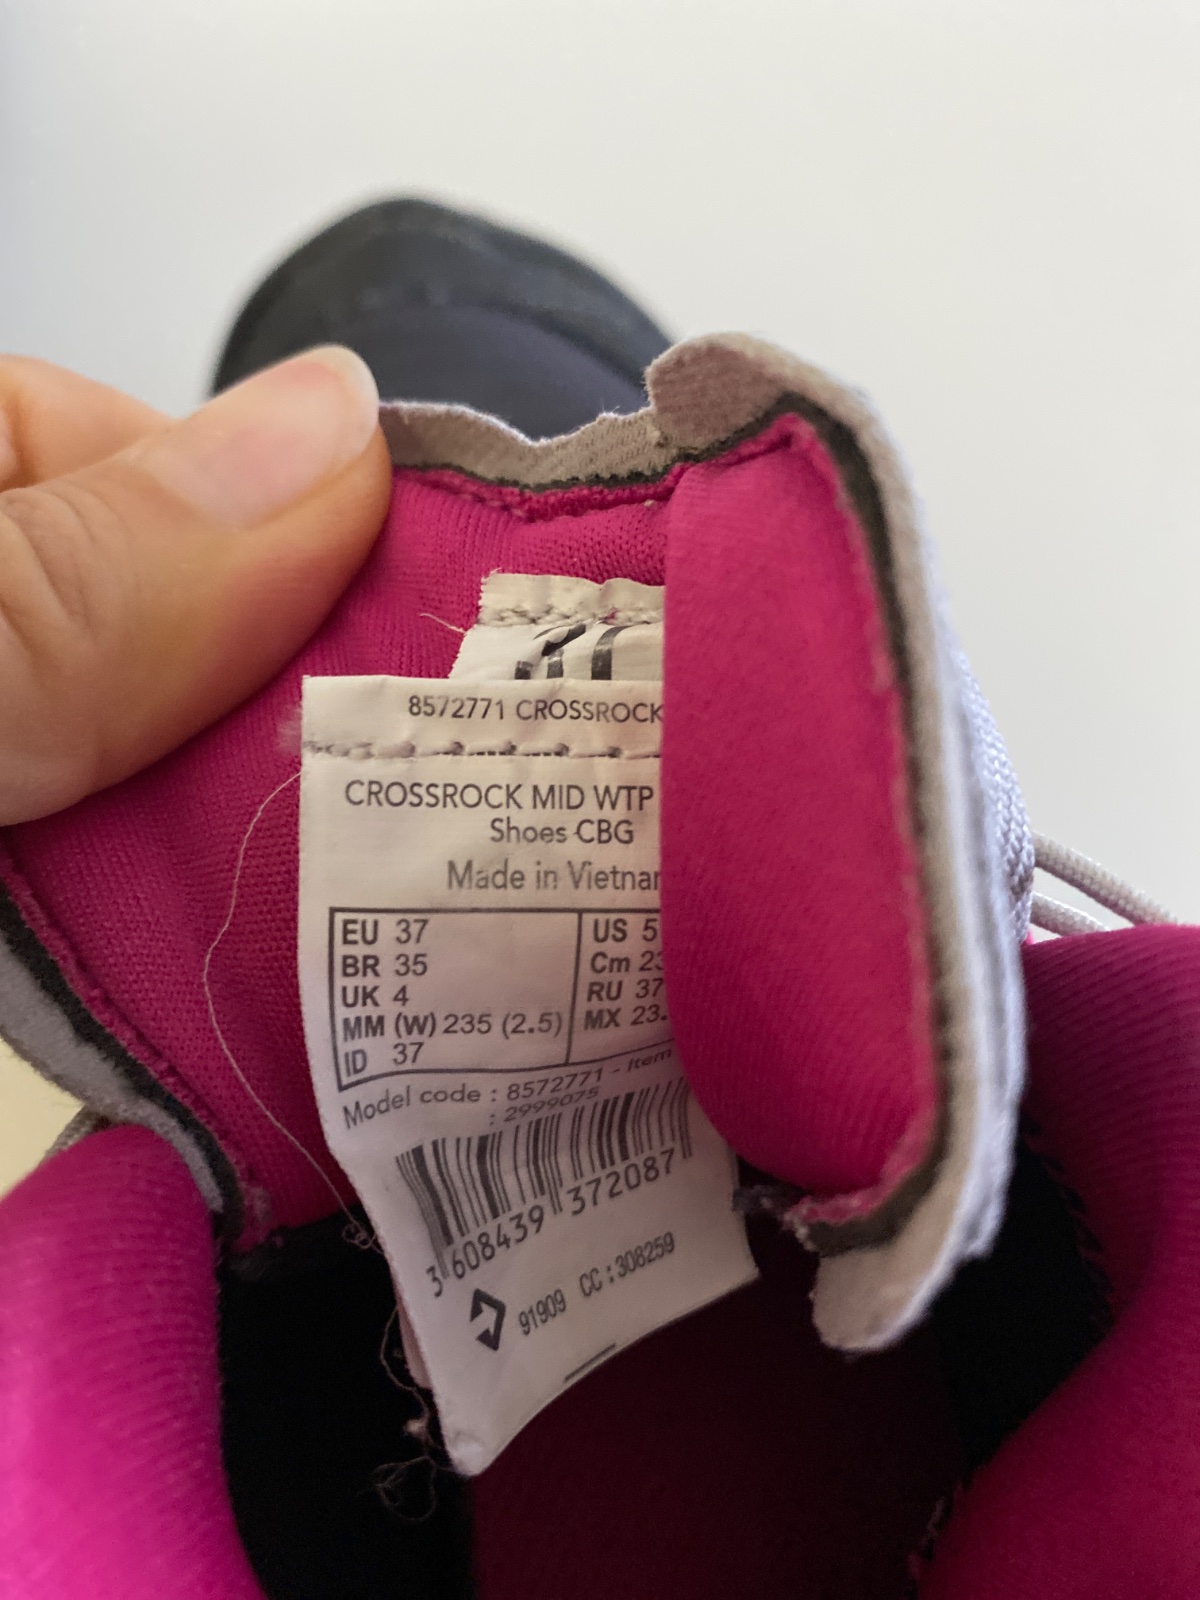 8572771 CROSSROCK
CROSSROCK MID WTP
Shoes CBG
Made in Vietnam
EU 37 US 5
BR 35 Cm 23
UK 4 RU 37
MM (W) 235 (2.5) MX 23.
ID 37
Model code : 8572771 - Item
: 2999075
3 608439 372087
91909 CC : 308259